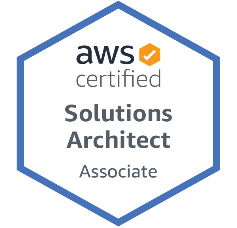 aws
certified
Solutions
Architect
Associate